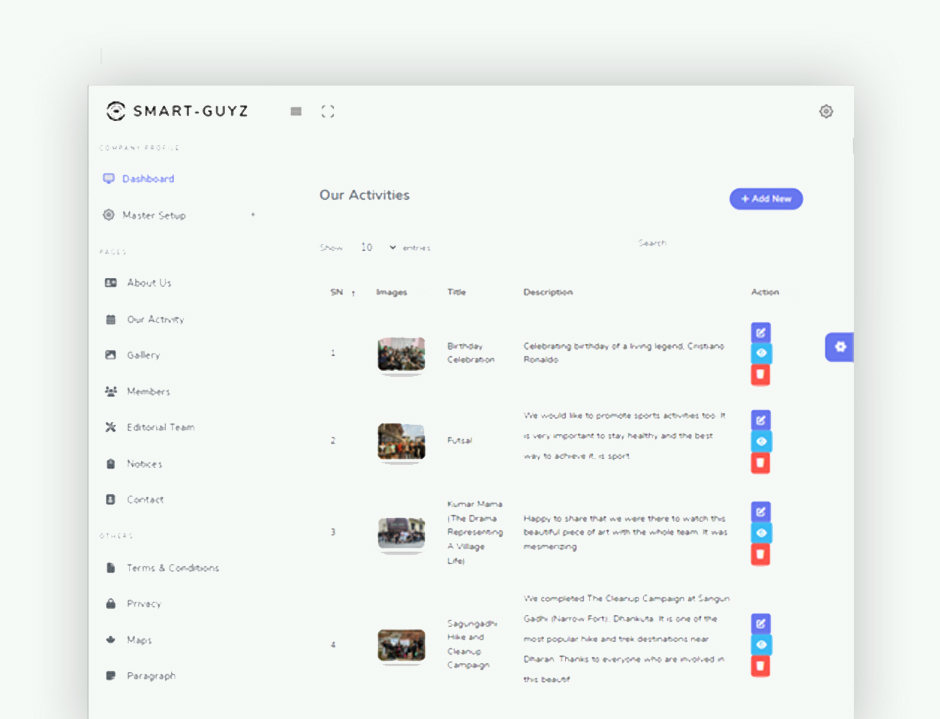 SMART-GUYZ
COMPANY PROFILE
Dashboard
Master Setup
PAGES
About Us
Our Activity
Gallery
Members
Editorial Team
Notices
Contact
OTHERS
Terms & Conditions
Privacy
Maps
Paragraph
Our Activities
+ Add New
Show 10 entries
Search
SN ↑ Images Title Description Action
1
Birthday
Celebration
Celebrating birthday of a living legend, Cristiano
Ronaldo
2
Futsal
We would like to promote sports activities too. It
is very important to stay healthy and the best
way to achieve it, is sport
3
Kumar Mama
(The Drama
Representing
A Village
Life)
Happy to share that we were there to watch this
beautiful piece of art with the whole team. It was
mesmerizing
4
Sagungadhi
Hike and
Cleanup
Campaign
We completed The Cleanup Campaign at Sangun
Gadhi (Narrow Fort), Dhankuta. It is one of the
most popular hike and trek destinations near
Dharan. Thanks to everyone who are involved in
this beautif